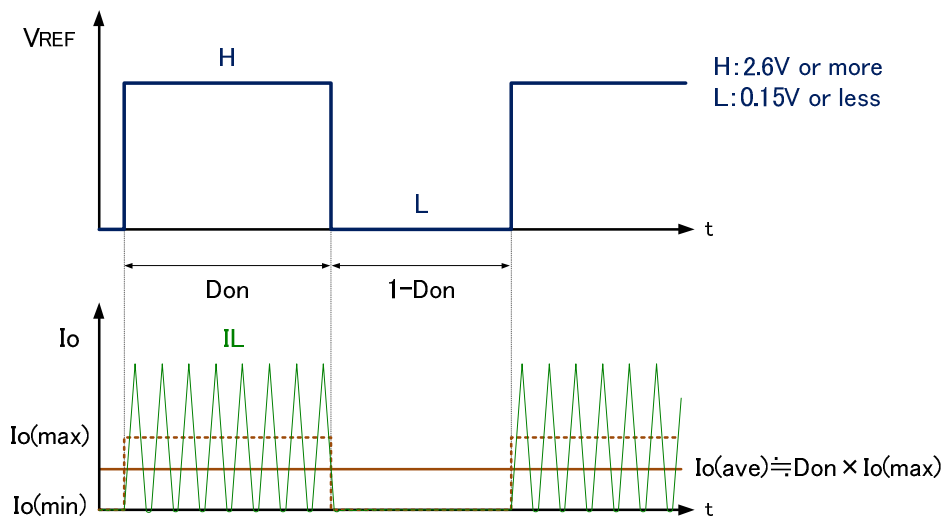 VREF
H
H:2.6V or more
L:0.15V or less
L
t
Don
1-Don
Io
IL
Io(max)
Io(ave)≒Don×Io(max)
Io(min)
t